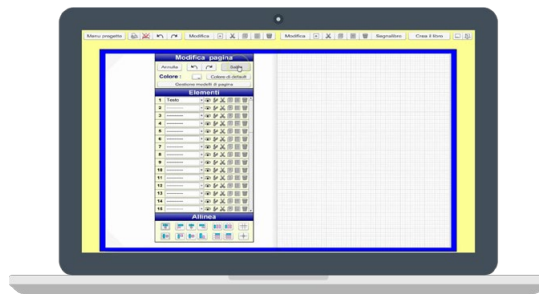 Menu progetto Modifica Modifica Segnalibro Crea il libro
Modifica pagina
Annulla Salva
Colore : Colore di default
Gestione modelli di pagina
Elementi
1 Testo
2
3
4
5
6
7
8
9
10
11
12
13
14
15
Allinea